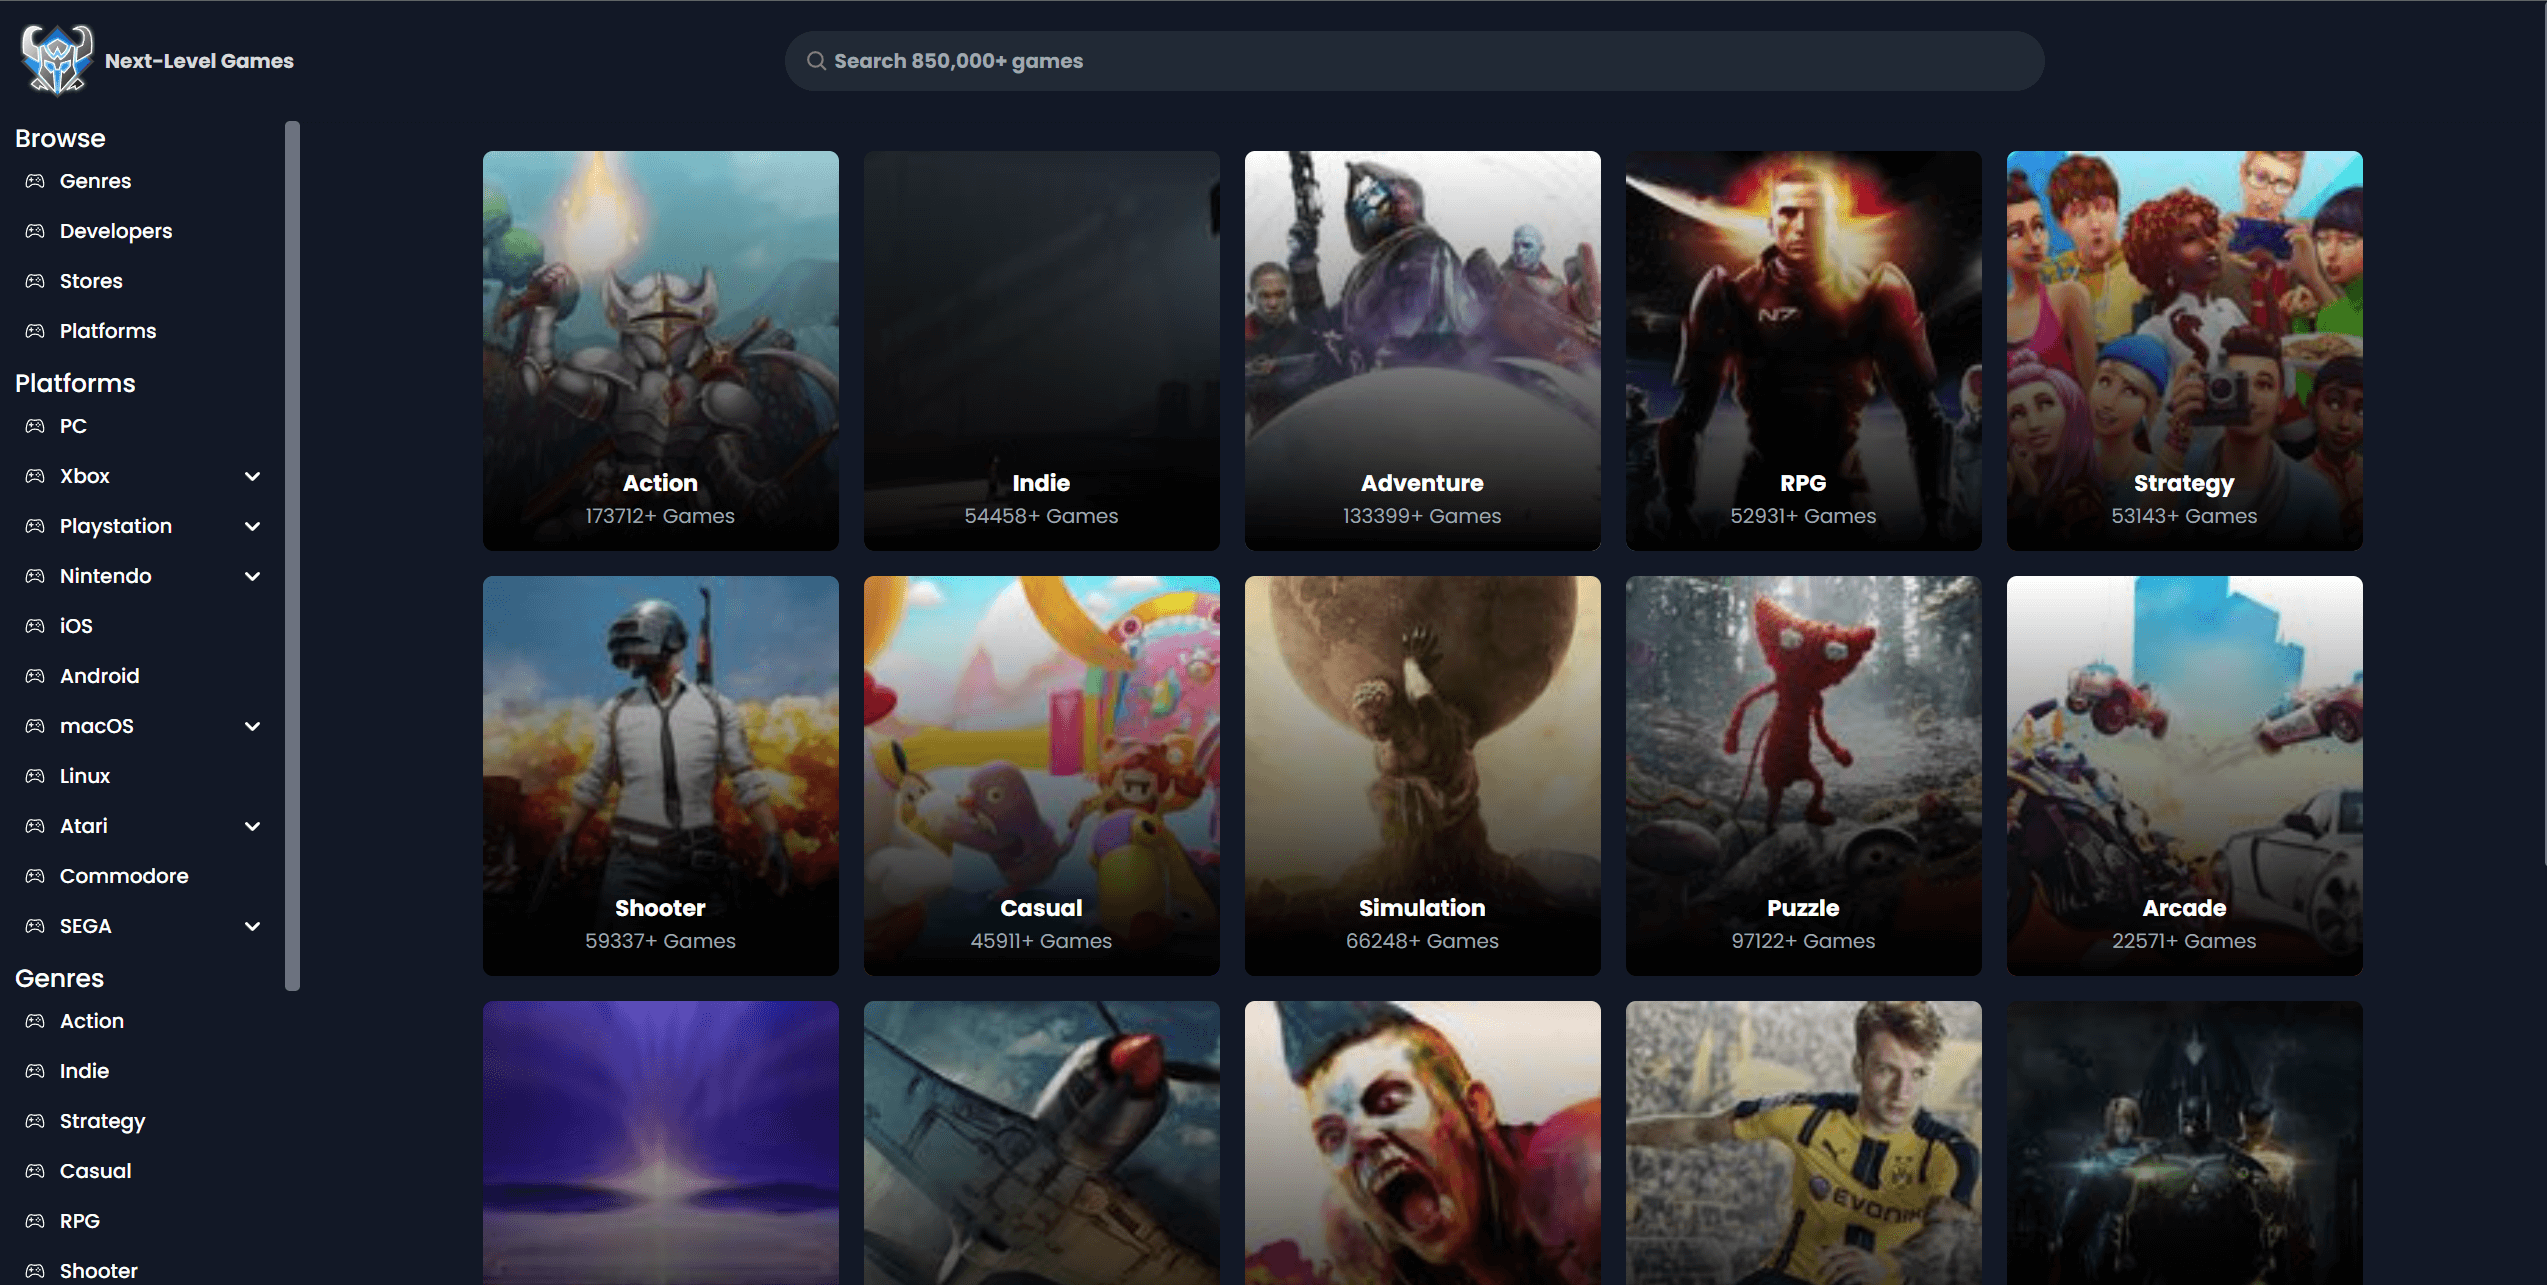 Next-Level Games
Search 850,000+ games
Browse
Genres
Developers
Stores
Platforms
Platforms
PC
Xbox
Playstation
Nintendo
iOS
Android
macOS
Linux
Atari
Commodore
SEGA
Genres
Action
Indie
Strategy
Casual
RPG
Shooter
Action
173712+ Games
Indie
54458+ Games
Adventure
133399+ Games
N7
RPG
52931+ Games
Strategy
53143+ Games
Shooter
59337+ Games
Casual
45911+ Games
Simulation
66248+ Games
Puzzle
97122+ Games
Arcade
22571+ Games
EVONIK